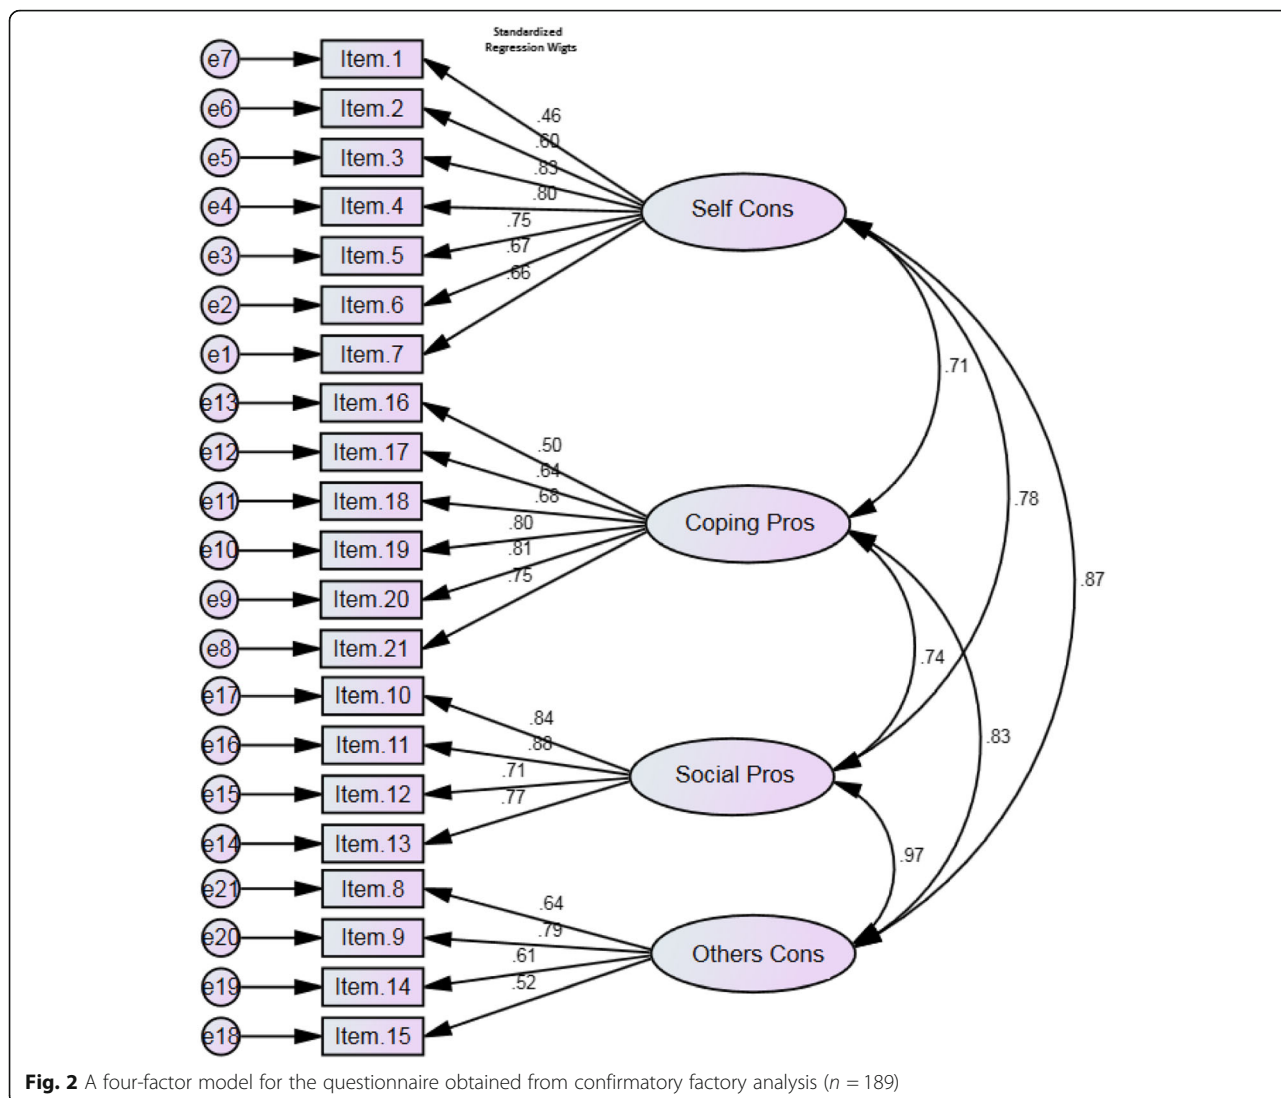 Standardized
Regression Wigts
e7 Item.1
e6 Item.2
e5 Item.3
e4 Item.4
e3 Item.5
e2 Item.6
e1 Item.7
.46
.60
.83
.80
.75
.67
.66
Self Cons
e13 Item.16
e12 Item.17
e11 Item.18
e10 Item.19
e9 Item.20
e8 Item.21
.50
.64
.68
.80
.81
.75
Coping Pros
e17 Item.10
e16 Item.11
e15 Item.12
e14 Item.13
.84
.88
.71
.77
Social Pros
e21 Item.8
e20 Item.9
e19 Item.14
e18 Item.15
.64
.79
.61
.52
Others Cons
.71
.78
.87
.74
.83
.97
Fig. 2 A four-factor model for the questionnaire obtained from confirmatory factory analysis (n = 189)